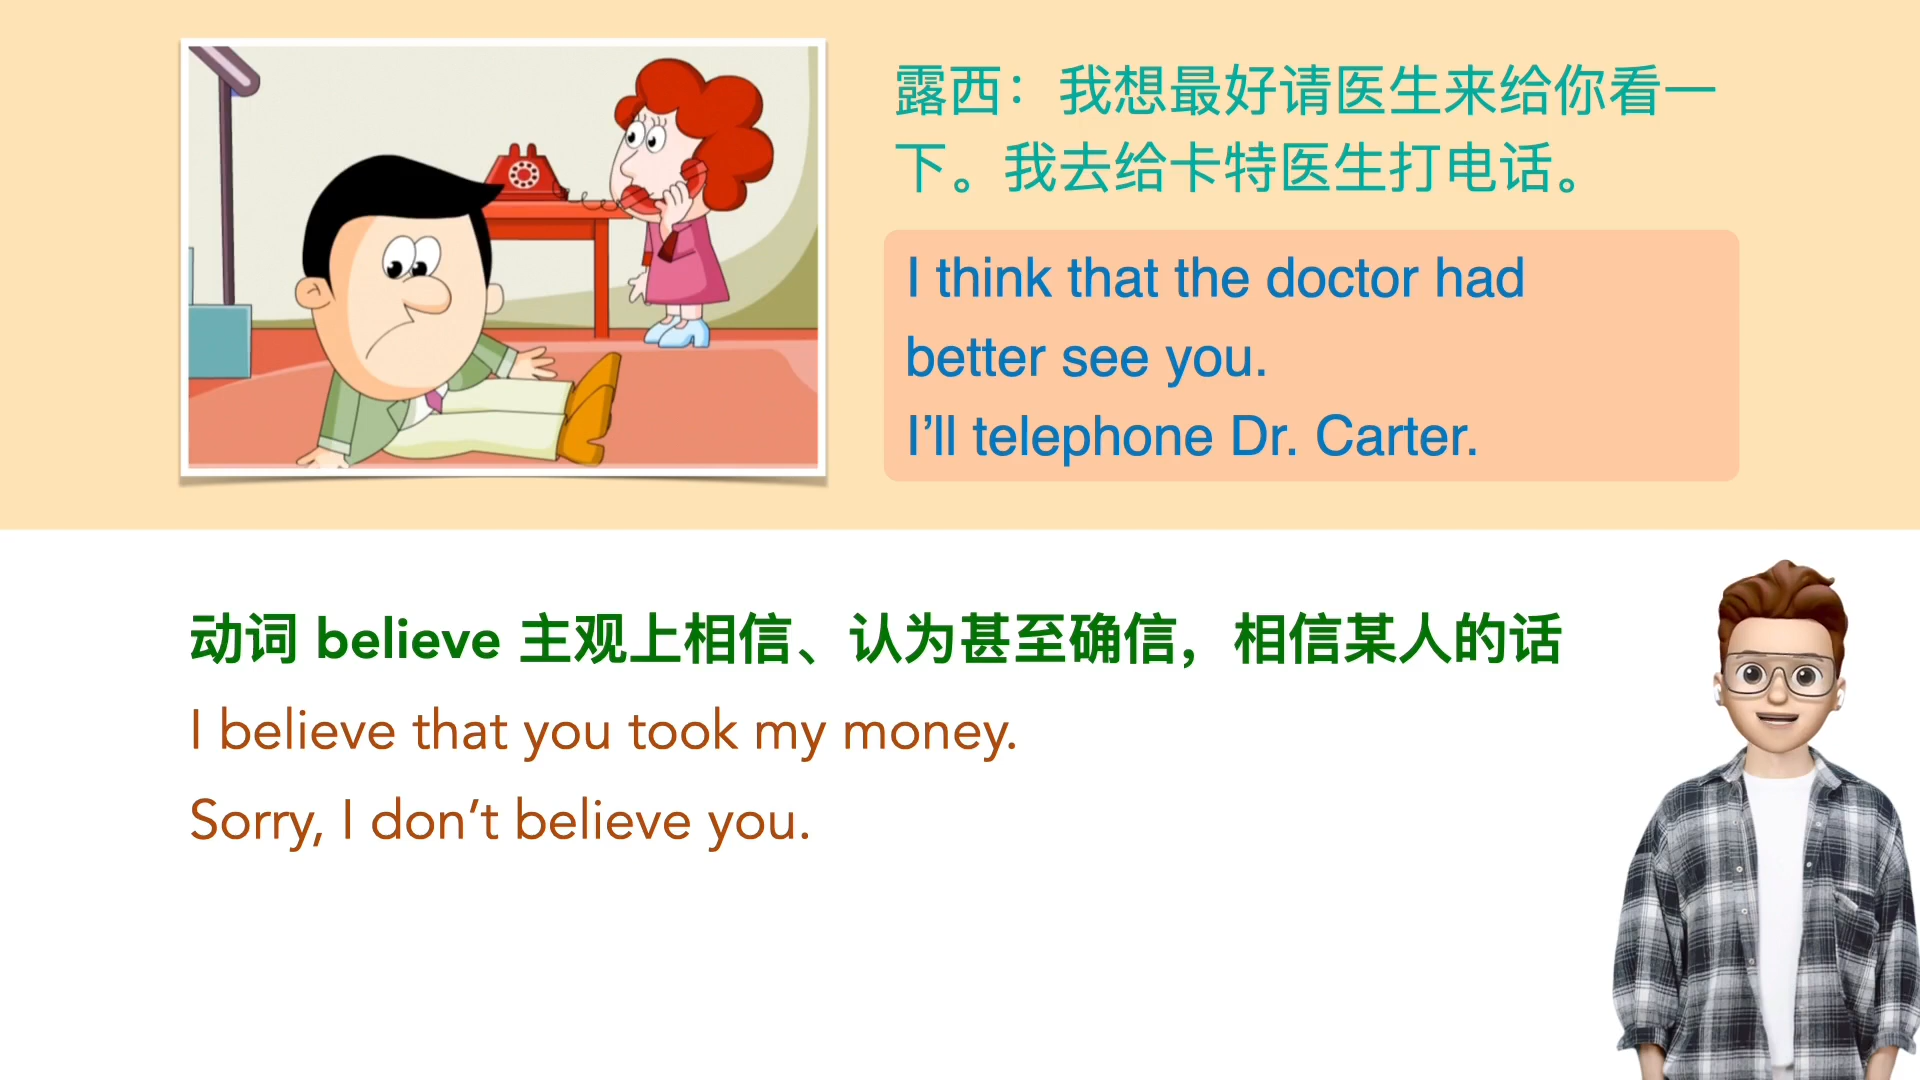 露西：我想最好请医生来给你看一
下。我去给卡特医生打电话。
I think that the doctor had
better see you.
I’ll telephone Dr. Carter.
动词 believe 主观上相信、认为甚至确信，相信某人的话
I believe that you took my money.
Sorry, I don’t believe you.